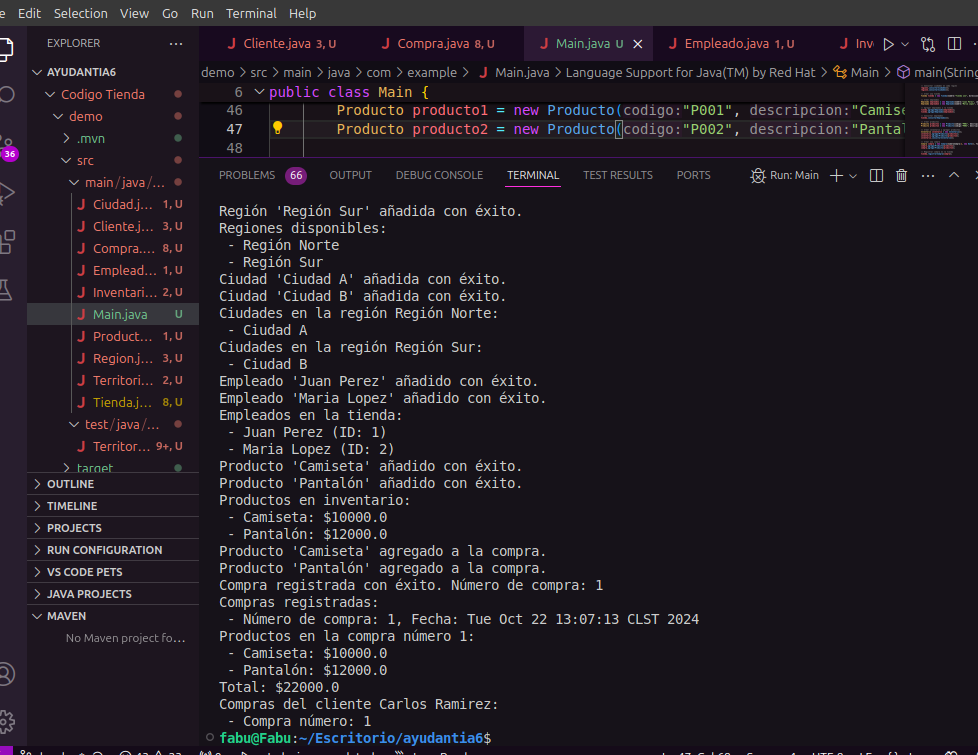 e Edit Selection View Go Run Terminal Help
EXPLORER ...
Cliente.java 3, U Compra.java 8, U Main.java U Empleado.java 1, U Inv
AYUDANTIA6
Codigo Tienda
demo
.mvn
src
main/java/...
Ciudad.j... 1, U
Cliente.j... 3, U
Compra.... 8, U
Emplead... 1, U
Inventari... 2, U
Main.java U
Product... 1, U
Region.j... 3, U
Territori... 2, U
Tienda.j... 8, U
test/java/...
Territor... 9+, U
target
OUTLINE
TIMELINE
PROJECTS
RUN CONFIGURATION
VS CODE PETS
JAVA PROJECTS
MAVEN
No Maven project fo...
36
demo > src > main > java > com > example > Main.java > Language Support for Java(TM) by Red Hat > Main > main(String
6 public class Main {
46 Producto producto1 = new Producto(codigo:"P001", descripcion:"Camise
47 Producto producto2 = new Producto(codigo:"P002", descripcion:"Pantal
48
PROBLEMS 66 OUTPUT DEBUG CONSOLE TERMINAL TEST RESULTS PORTS Run: Main
Región 'Región Sur' añadida con éxito.
Regiones disponibles:
- Región Norte
- Región Sur
Ciudad 'Ciudad A' añadida con éxito.
Ciudad 'Ciudad B' añadida con éxito.
Ciudades en la región Región Norte:
- Ciudad A
Ciudades en la región Región Sur:
- Ciudad B
Empleado 'Juan Perez' añadido con éxito.
Empleado 'Maria Lopez' añadido con éxito.
Empleados en la tienda:
- Juan Perez (ID: 1)
- Maria Lopez (ID: 2)
Producto 'Camiseta' añadido con éxito.
Producto 'Pantalón' añadido con éxito.
Productos en inventario:
- Camiseta: $10000.0
- Pantalón: $12000.0
Producto 'Camiseta' agregado a la compra.
Producto 'Pantalón' agregado a la compra.
Compra registrada con éxito. Número de compra: 1
Compras registradas:
- Número de compra: 1, Fecha: Tue Oct 22 13:07:13 CLST 2024
Productos en la compra número 1:
- Camiseta: $10000.0
- Pantalón: $12000.0
Total: $22000.0
Compras del cliente Carlos Ramirez:
- Compra número: 1
fabu@Fabu:~/Escritorio/ayudantia6$